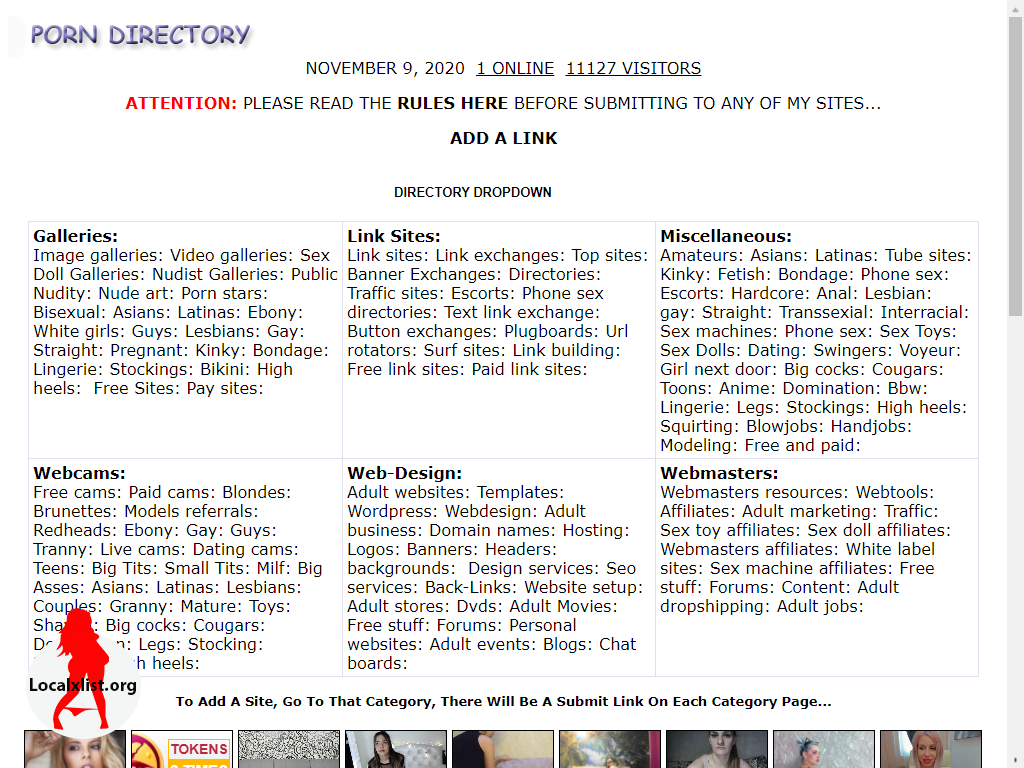 PORN DIRECTORY
NOVEMBER 9, 2020 1 ONLINE 11127 VISITORS
ATTENTION: PLEASE READ THE RULES HERE BEFORE SUBMITTING TO ANY OF MY SITES...
ADD A LINK
DIRECTORY DROPDOWN
Galleries:
Image galleries: Video galleries: Sex
Doll Galleries: Nudist Galleries: Public
Nudity: Nude art: Porn stars:
Bisexual: Asians: Latinas: Ebony:
White girls: Guys: Lesbians: Gay:
Straight: Pregnant: Kinky: Bondage:
Lingerie: Stockings: Bikini: High
heels: Free Sites: Pay sites:
Link Sites:
Link sites: Link exchanges: Top sites:
Banner Exchanges: Directories:
Traffic sites: Escorts: Phone sex
directories: Text link exchange:
Button exchanges: Plugboards: Url
rotators: Surf sites: Link building:
Free link sites: Paid link sites:
Miscellaneous:
Amateurs: Asians: Latinas: Tube sites:
Kinky: Fetish: Bondage: Phone sex:
Escorts: Hardcore: Anal: Lesbian:
gay: Straight: Transsexial: Interracial:
Sex machines: Phone sex: Sex Toys:
Sex Dolls: Dating: Swingers: Voyeur:
Girl next door: Big cocks: Cougars:
Toons: Anime: Domination: Bbw:
Lingerie: Legs: Stockings: High heels:
Squirting: Blowjobs: Handjobs:
Modeling: Free and paid:
Webcams:
Free cams: Paid cams: Blondes:
Brunettes: Models referrals:
Redheads: Ebony: Gay: Guys:
Tranny: Live cams: Dating cams:
Teens: Big Tits: Small Tits: Milf: Big
Asses: Asians: Latinas: Lesbians:
Couples: Granny: Mature: Toys:
Big cocks: Cougars:
Legs: Stocking:
heels:
Web-Design:
Adult websites: Templates:
Wordpress: Webdesign: Adult
business: Domain names: Hosting:
Logos: Banners: Headers:
backgrounds: Design services: Seo
services: Back-Links: Website setup:
Adult stores: Dvds: Adult Movies:
Free stuff: Forums: Personal
websites: Adult events: Blogs: Chat
boards:
Webmasters:
Webmasters resources: Webtools:
Affiliates: Adult marketing: Traffic:
Sex toy affiliates: Sex doll affiliates:
Webmasters affiliates: White label
sites: Sex machine affiliates: Free
stuff: Forums: Content: Adult
dropshipping: Adult jobs:
Localxlist.org
To Add A Site, Go To That Category, There Will Be A Submit Link On Each Category Page...
TOKENS